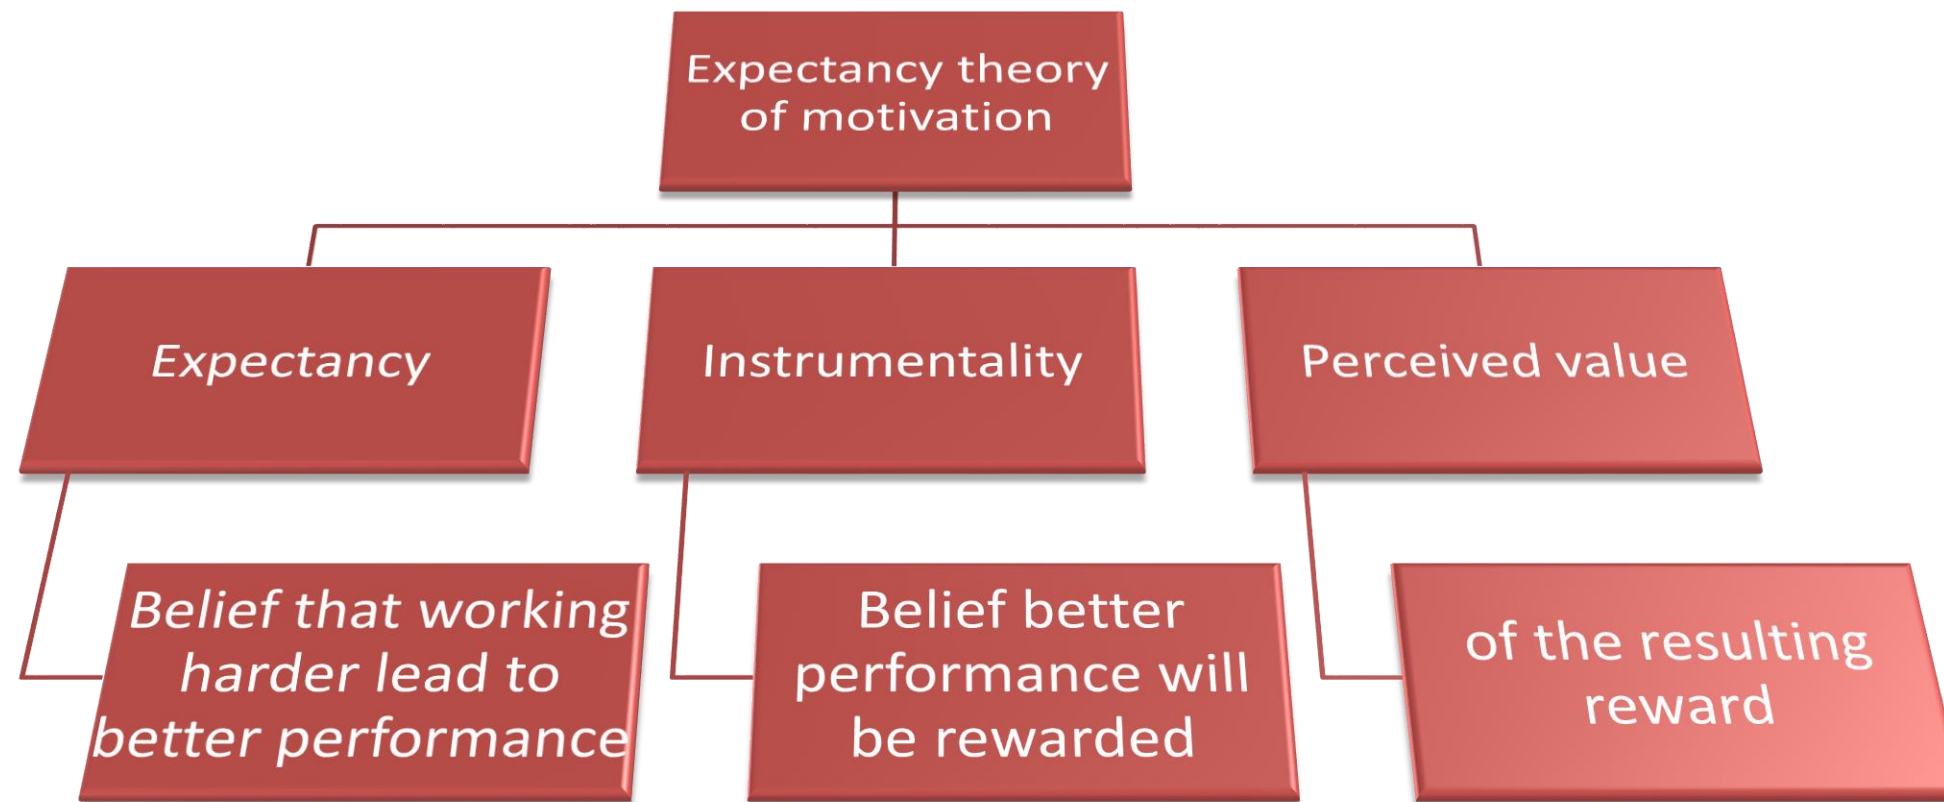 Expectancy theory
of motivation
Expectancy
Instrumentality
Perceived value
Belief that working
harder lead to
better performance
Belief better
performance will
be rewarded
of the resulting
reward